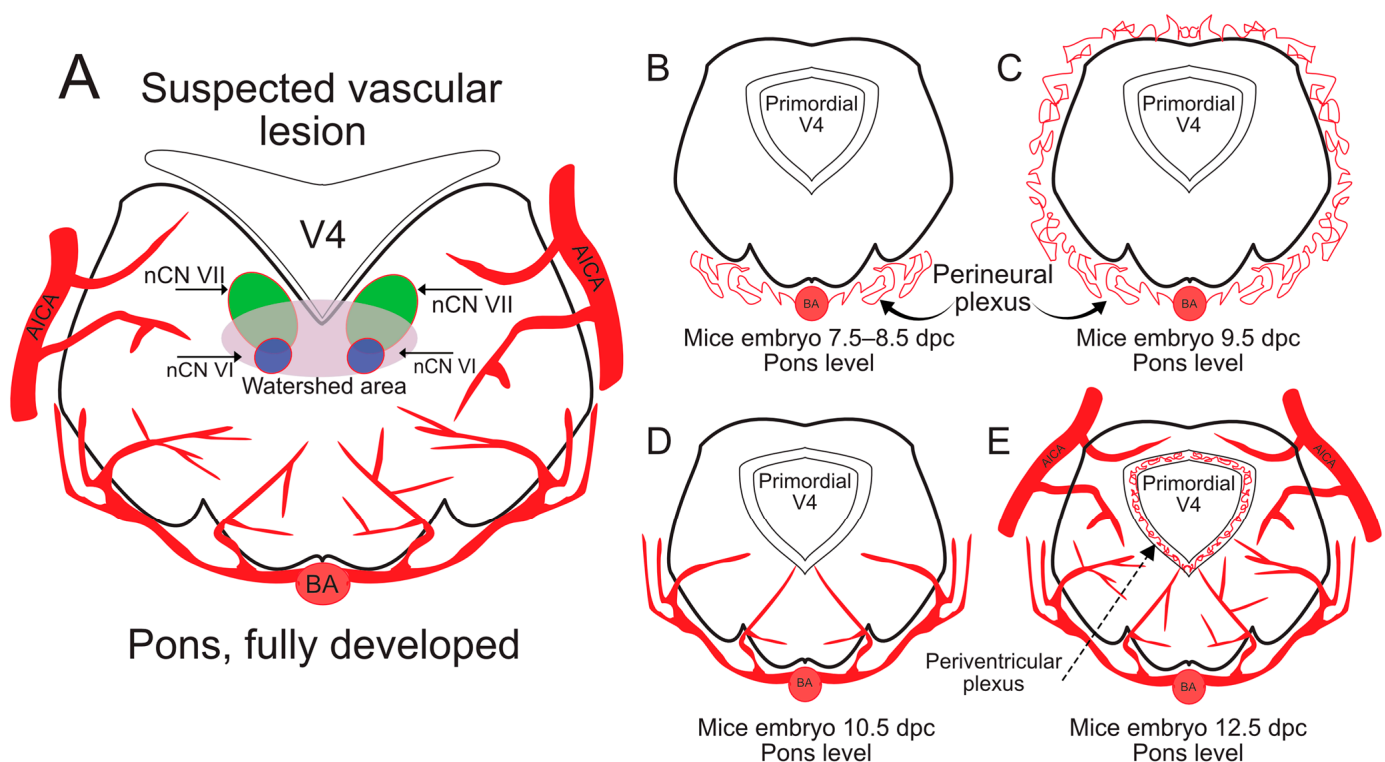 A
Suspected vascular
lesion
V4
AICA
AICA
nCN VII
nCN VII
nCN VI
nCN VI
Watershed area
BA
Pons, fully developed
B
Primordial
V4
BA
Mice embryo 7.5–8.5 dpc
Pons level
Perineural
plexus
C
Primordial
V4
BA
Mice embryo 9.5 dpc
Pons level
D
Primordial
V4
BA
Mice embryo 10.5 dpc
Pons level
E
AICA
AICA
Primordial
V4
Periventricular
plexus
BA
Mice embryo 12.5 dpc
Pons level